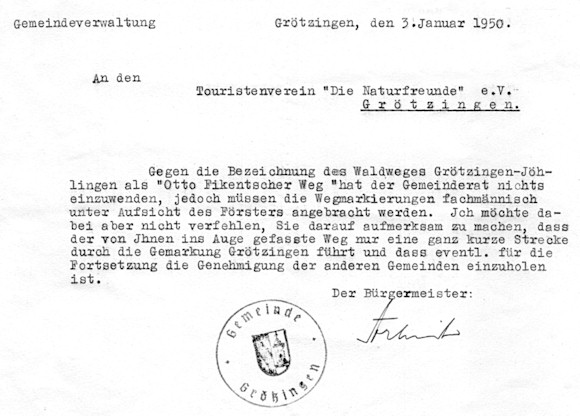 Gemeindeverwaltung Grötzingen, den 3.Januar 1950.
An den
Touristenverein "Die Naturfreunde" e.V.
Grötzingen.
Gegen die Bezeichnung des Waldweges Grötzingen-Jöh-
lingen als "Otto Fikentscher Weg "hat der Gemeinderat nichts
einzuwenden, jedoch müssen die Wegmarkierungen fachmännisch
unter Aufsicht des Försters angebracht werden. Jch möchte da-
bei aber nicht verfehlen, Sie darauf aufmerksam zu machen, dass
der von Jhnen ins Auge gefasste Weg nur eine ganz kurze Strecke
durch die Gemarkung Grötzingen führt und dass eventl. für die
Fortsetzung die Genehmigung der anderen Gemeinden einzuholen
ist.
Der Bürgermeister:
Gemeinde
Grötzingen